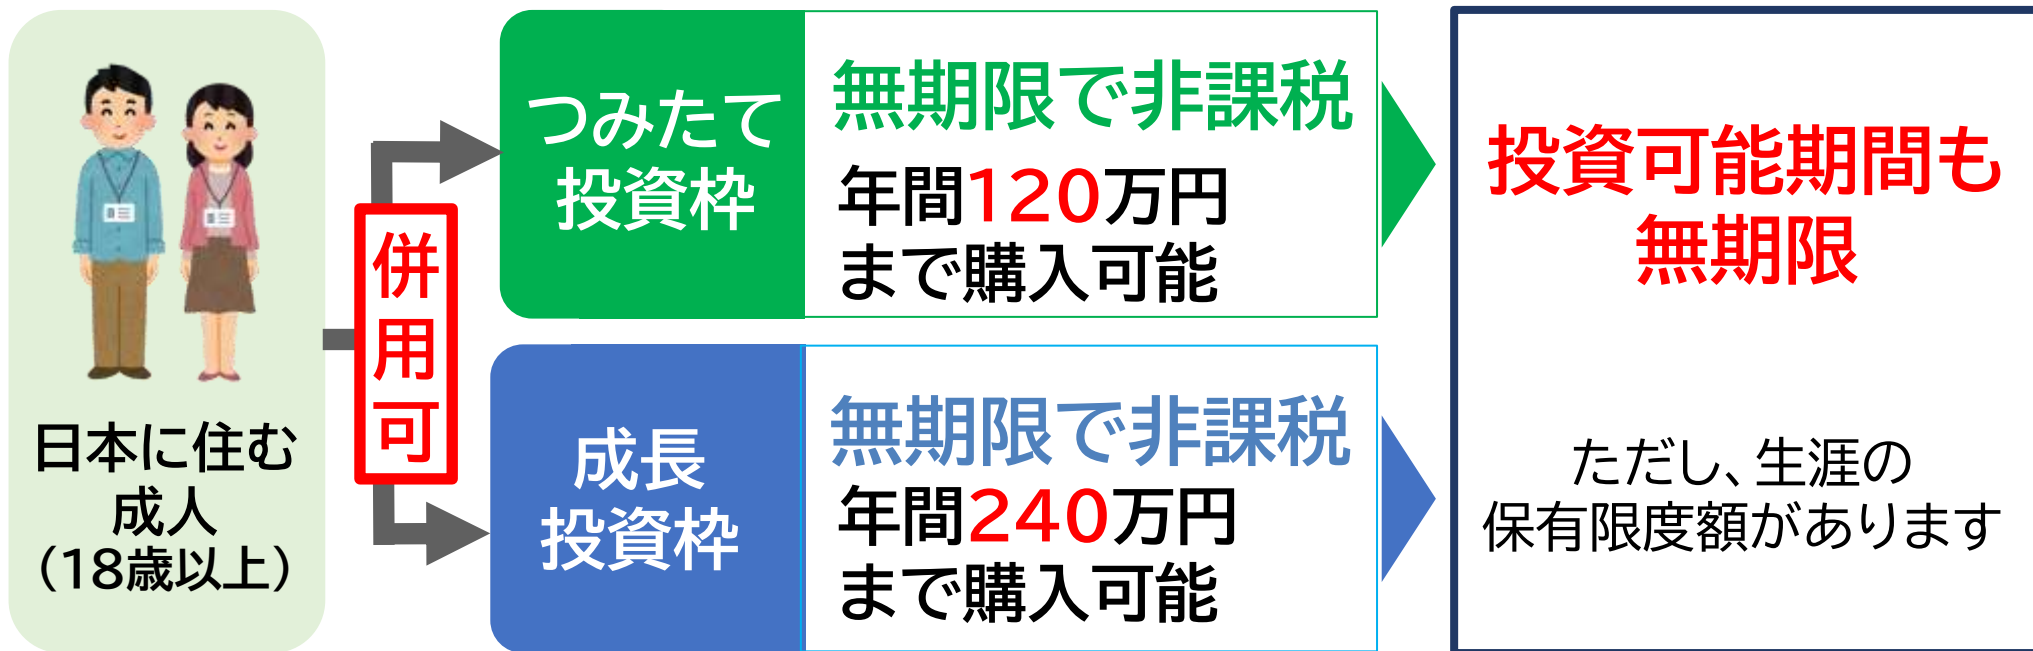 日本に住む
成人
（18歳以上）
併用可
つみたて
投資枠
無期限で非課税
年間120万円
まで購入可能
成長
投資枠
無期限で非課税
年間240万円
まで購入可能
投資可能期間も
無期限
ただし、生涯の
保有限度額があります